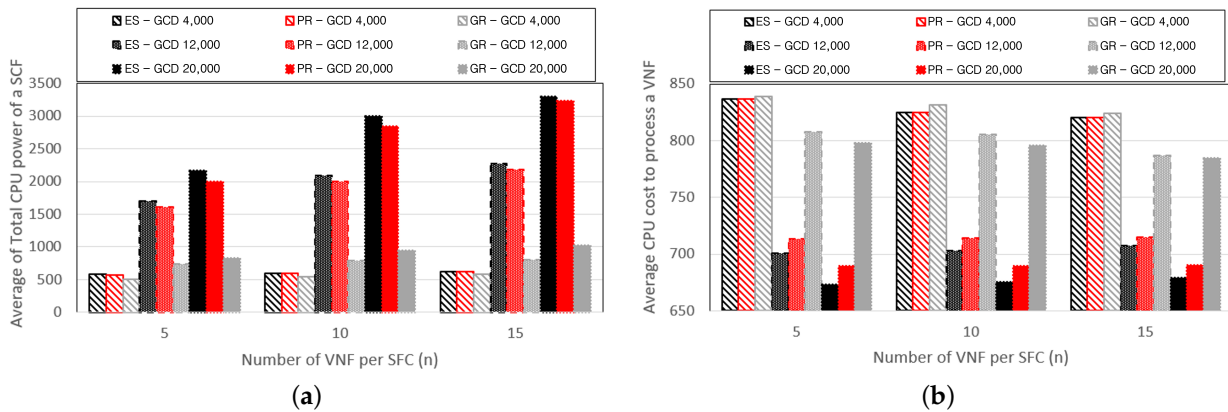 ES – GCD 4,000 PR – GCD 4,000 GR – GCD 4,000
ES – GCD 12,000 PR – GCD 12,000 GR – GCD 12,000
ES – GCD 20,000 PR – GCD 20,000 GR – GCD 20,000
Average of Total CPU power of a SCF
3500
3000
2500
2000
1500
1000
500
0
5 10 15
Number of VNF per SFC (n)
(a)
ES – GCD 4,000 PR – GCD 4,000 GR – GCD 4,000
ES – GCD 12,000 PR – GCD 12,000 GR – GCD 12,000
ES – GCD 20,000 PR – GCD 20,000 GR – GCD 20,000
Average CPU cost to process a VNF
850
800
750
700
650
5 10 15
Number of VNF per SFC (n)
(b)